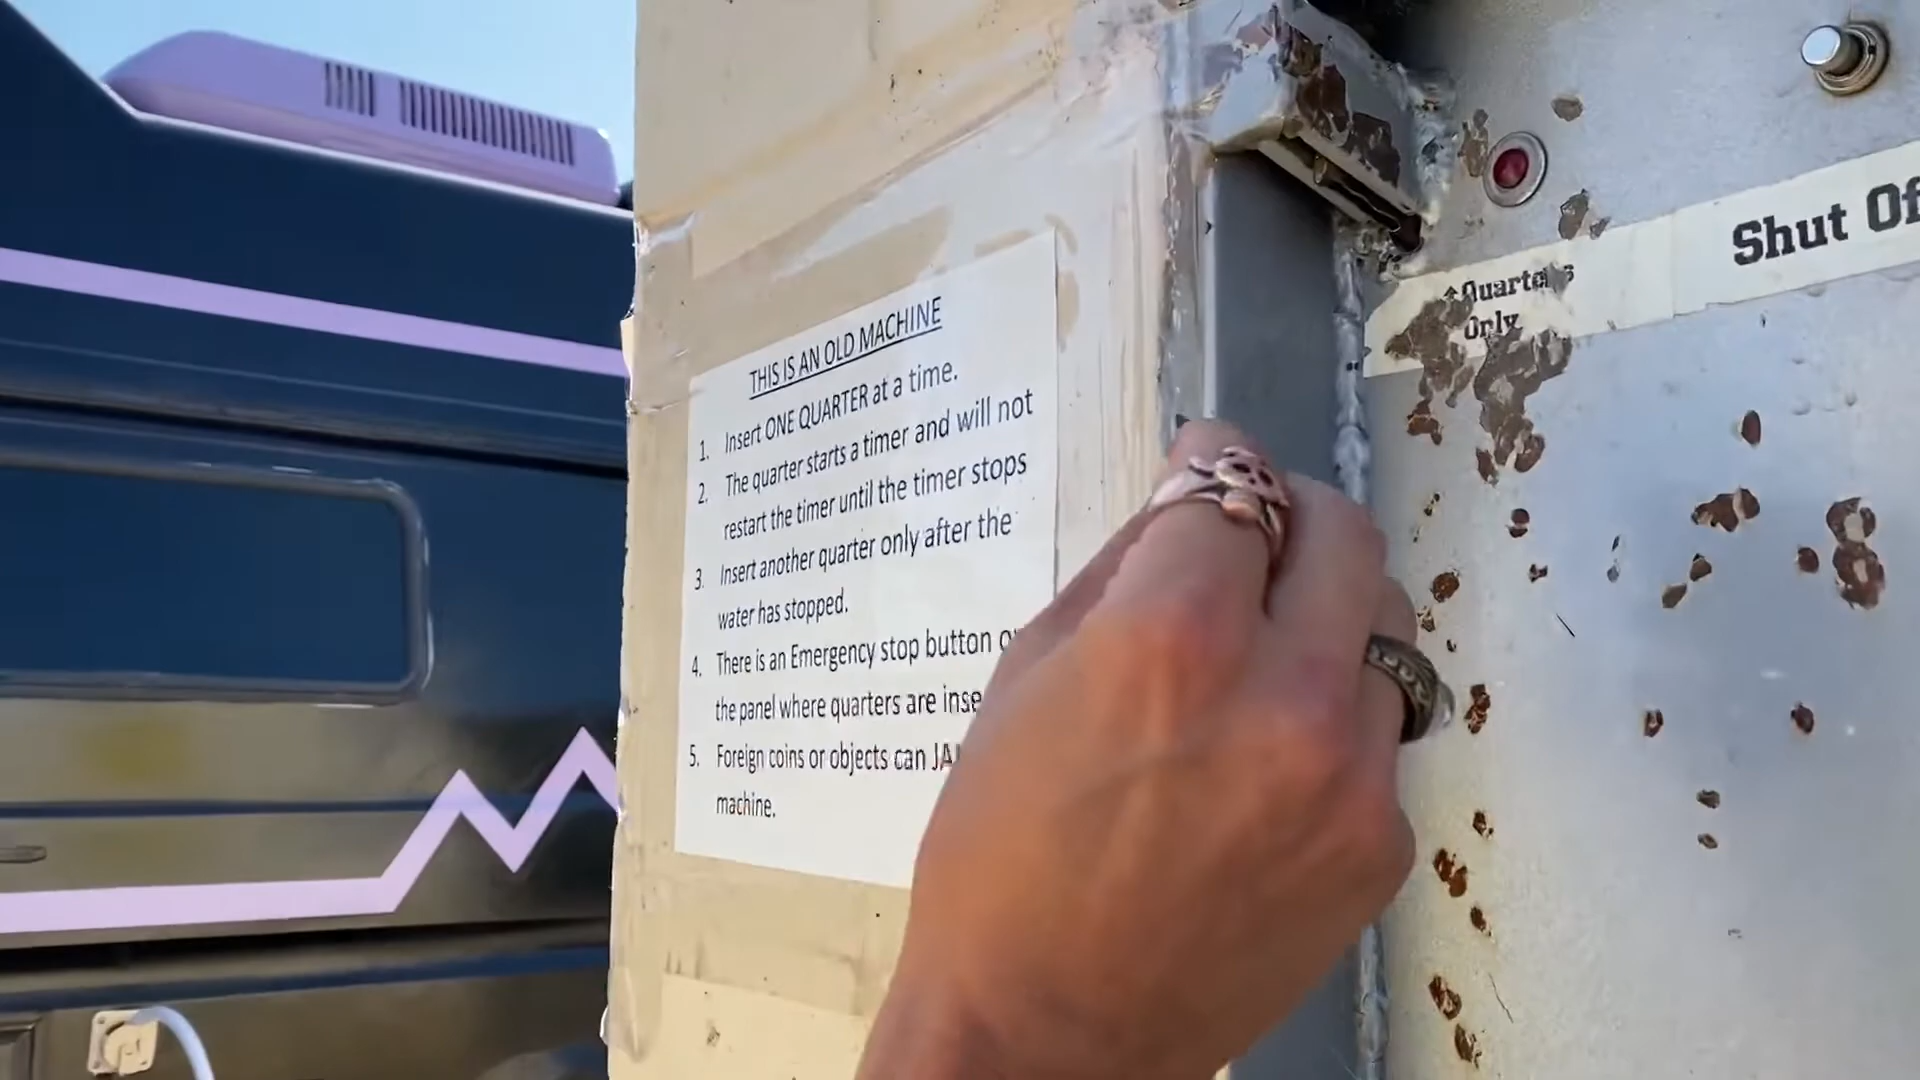 THIS IS AN OLD MACHINE
1. Insert ONE QUARTER at a time.
2. The quarter starts a timer and will not
restart the timer until the timer stops
3. Insert another quarter only after the
water has stopped.
4. There is an Emergency stop button
the panel where quarters are
5. Foreign coins or objects can
machine.
Quarters
Only
Shut